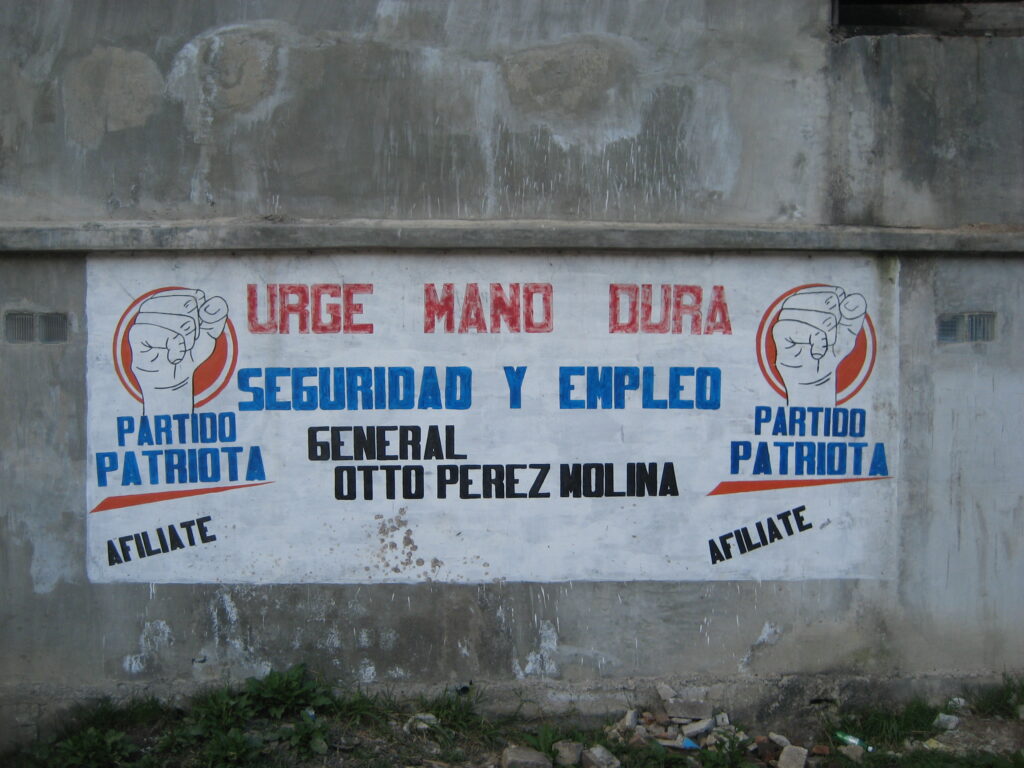 URGE MANO DURA
SEGURIDAD Y EMPLEO
GENERAL
OTTO PEREZ MOLINA
PARTIDO
PATRIOTA
AFILIATE
PARTIDO
PATRIOTA
AFILIATE